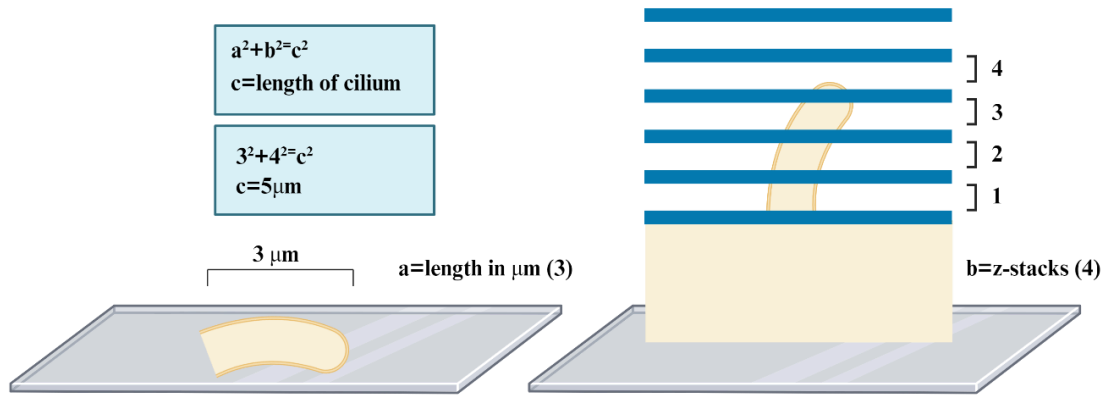 a²+b²⁼c²
c=length of cilium
3²+4²⁼c²
c=5μm
3 μm
a=length in μm (3)
4
3
2
1
b=z-stacks (4)